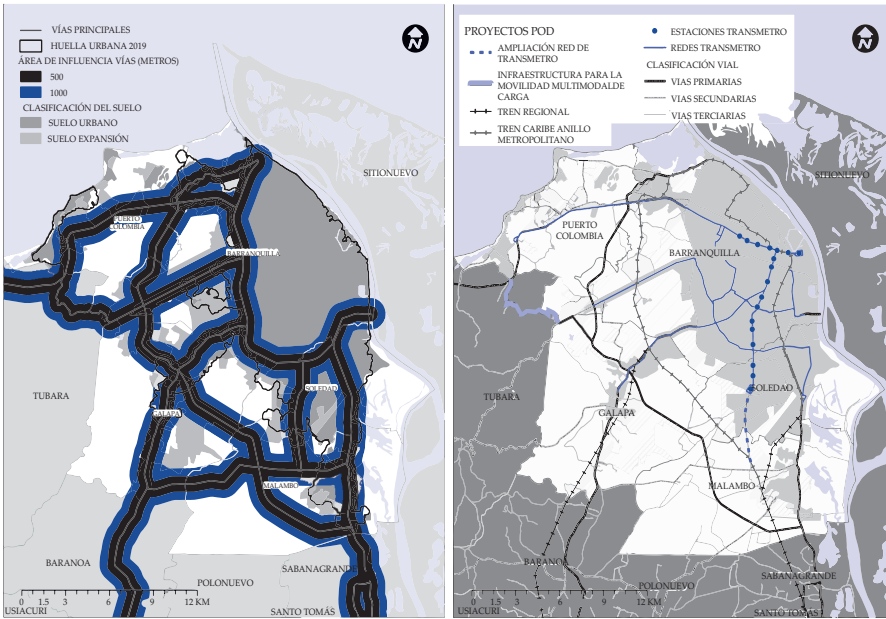 VÍAS PRINCIPALES
HUELLA URBANA 2019
ÁREA DE INFLUENCIA VÍAS (METROS)
500
1000
CLASIFICACIÓN DEL SUELO
SUELO URBANO
SUELO EXPANSIÓN
N
SITIONUEVO
PUERTO
COLOMBIA
BARRANQUILLA
TUBARA
SOLEDAD
GALAPA
MALAMBO
BARANOA
SABANAGRANDE
POLONUEVO
0 1.5 3 6 9 12 KM
USIACURI
SANTO TOMÁS
PROYECTOS POD
AMPLIACIÓN RED DE
TRANSMETRO
INFRAESTRUCTURA PARA LA
MOVILIDAD MULTIMODALDE
CARGA
TREN REGIONAL
TREN CARIBE ANILLO
METROPOLITANO
ESTACIONES TRANSMETRO
REDES TRANSMETRO
CLASIFICACIÓN VIAL
VIAS PRIMARIAS
VIAS SECUNDARIAS
VIAS TERCIARIAS
N
SITIONUEVO
PUERTO
COLOMBIA
BARRANQUILLA
TUBARA
SOLEDAD
GALAPA
MALAMBO
BARANOA
SABANAGRANDE
POLONUEVO
0 1.5 3 6 9 12 KM
USIACURI
SANTO TOMÁS